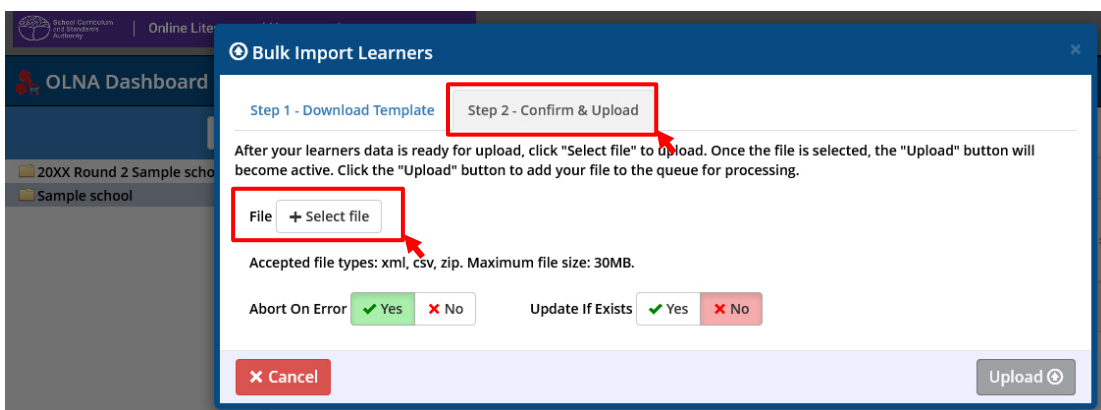 School Curriculum
and Standards
Authority
Online Lite
OLNA Dashboard
20XX Round 2 Sample scho
Sample school
Bulk Import Learners
×
Step 1 - Download Template
Step 2 - Confirm & Upload
After your learners data is ready for upload, click "Select file" to upload. Once the file is selected, the "Upload" button will
become active. Click the "Upload" button to add your file to the queue for processing.
File + Select file
Accepted file types: xml, csv, zip. Maximum file size: 30MB.
Abort On Error ✔ Yes ✖ No Update If Exists ✔ Yes ✖ No
✖ Cancel
Upload